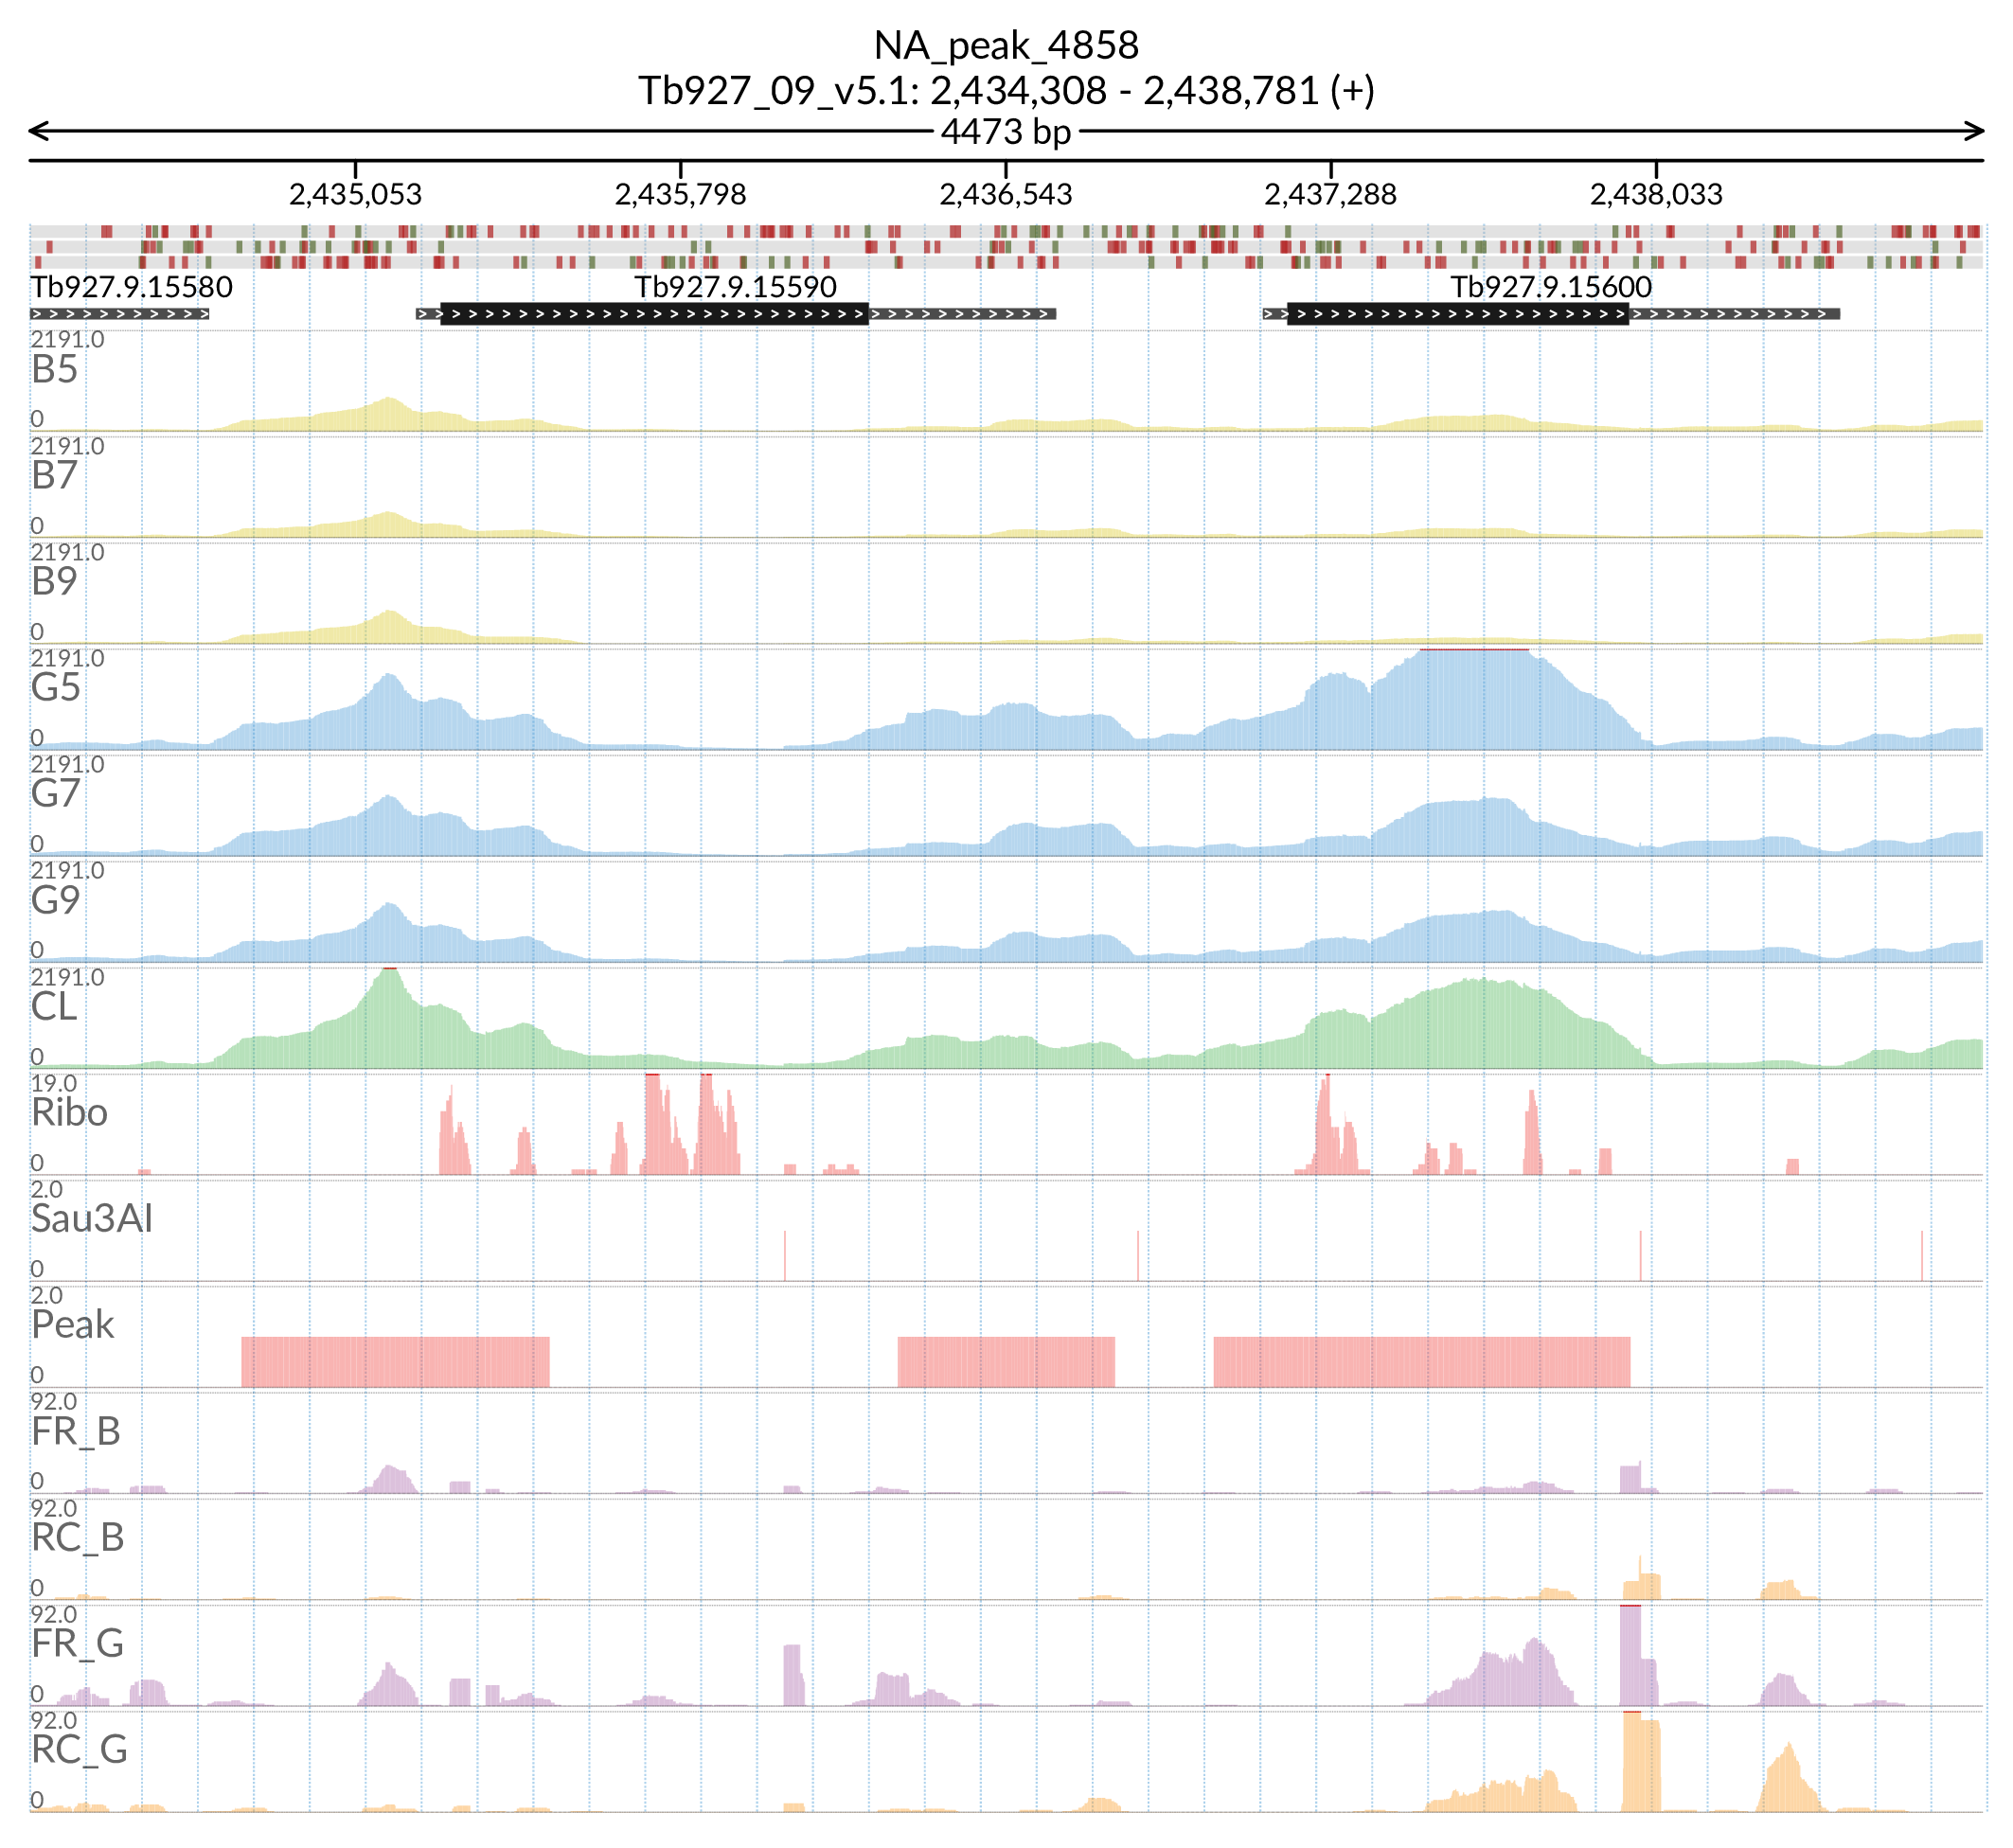 NA_peak_4858
Tb927_09_v5.1: 2,434,308 - 2,438,781 (+)
4473 bp
2,435,053 2,435,798 2,436,543 2,437,288 2,438,033
Tb927.9.15580 Tb927.9.15590 Tb927.9.15600
2191.0
B5
0
2191.0
B7
0
2191.0
B9
0
2191.0
G5
0
2191.0
G7
0
2191.0
G9
0
2191.0
CL
0
19.0
Ribo
0
2.0
Sau3AI
0
2.0
Peak
0
92.0
FR_B
0
92.0
RC_B
0
92.0
FR_G
0
92.0
RC_G
0